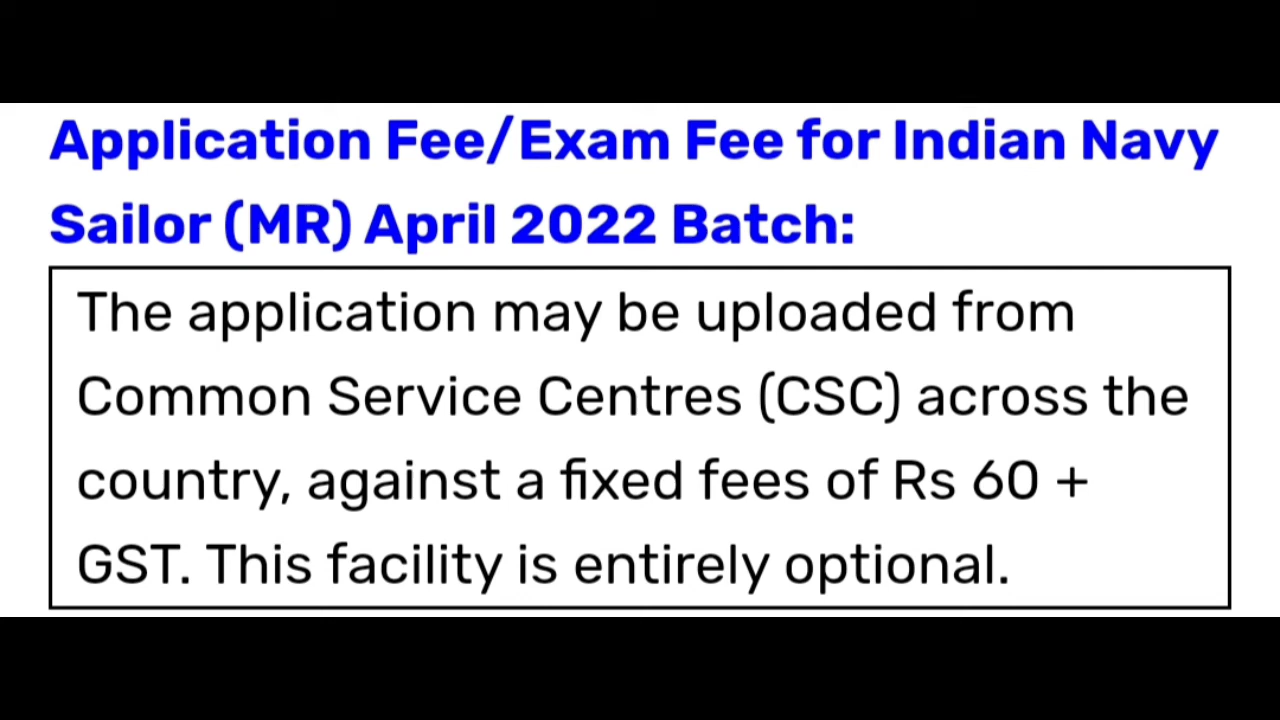 Application Fee/Exam Fee for Indian Navy
Sailor (MR) April 2022 Batch:
The application may be uploaded from
Common Service Centres (CSC) across the
country, against a fixed fees of Rs 60 +
GST. This facility is entirely optional.